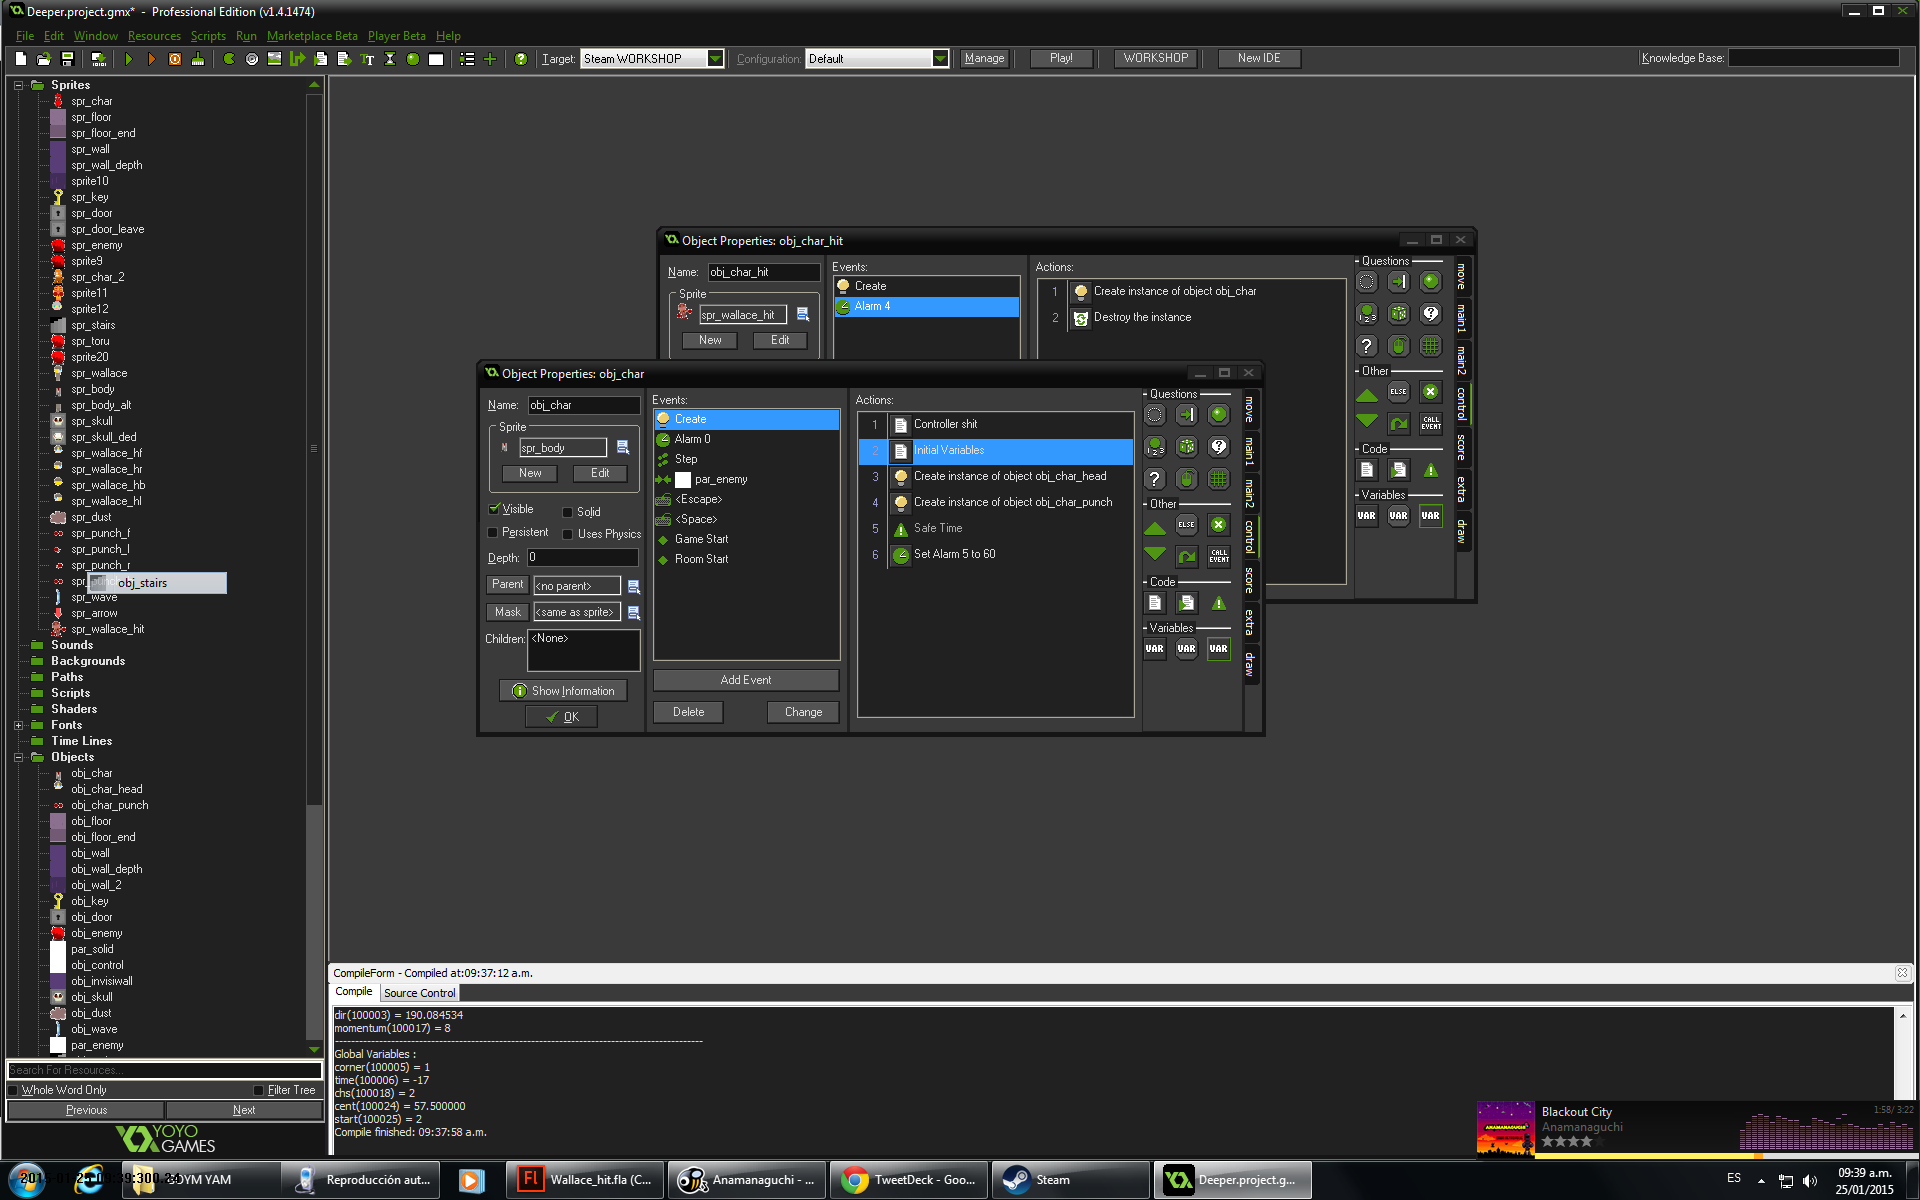 Deeper.project.gmx*  -  Professional Edition (v1.4.1474)
File Edit Window Resources Scripts Run Marketplace Beta Player Beta Help
Target: Steam WORKSHOP Configuration: Default Manage Play! WORKSHOP New IDE Knowledge Base:
Sprites
spr_char
spr_floor
spr_floor_end
spr_wall
spr_wall_depth
sprite10
spr_key
spr_door
spr_door_leave
spr_enemy
sprite9
spr_char_2
sprite11
sprite12
spr_stairs
spr_toru
sprite20
spr_wallace
spr_body
spr_body_alt
spr_skull
spr_skull_ded
spr_wallace_hf
spr_wallace_hr
spr_wallace_hb
spr_wallace_hl
spr_dust
spr_punch_f
spr_punch_l
spr_punch_r
obj_stairs
spr_wave
spr_arrow
spr_wallace_hit
Sounds
Backgrounds
Paths
Scripts
Shaders
Fonts
Time Lines
Objects
obj_char
obj_char_head
obj_char_punch
obj_floor
obj_floor_end
obj_wall
obj_wall_depth
obj_wall_2
obj_key
obj_door
obj_enemy
par_solid
obj_control
obj_invisiwall
obj_skull
obj_dust
obj_wave
par_enemy
Search For Resources...
Whole Word Only Filter Tree
Previous Next
YOYO
GAMES
Object Properties: obj_char_hit
Name: obj_char_hit
Sprite
spr_wallace_hit
New Edit
Events:
Create
Alarm 4
Actions:
1 Create instance of object obj_char
2 Destroy the instance
Questions
Other
ELSE
CALL EVENT
Code
Variables
VAR VAR VAR
move
main1
main2
control
score
extra
draw
Object Properties: obj_char
Name: obj_char
Sprite
spr_body
New Edit
Visible Solid
Persistent Uses Physics
Depth: 0
Parent <no parent>
Mask <same as sprite>
Children: <None>
Show Information
OK
Events:
Create
Alarm 0
Step
par_enemy
<Escape>
<Space>
Game Start
Room Start
Add Event
Delete Change
Actions:
1 Controller shit
2 Initial Variables
3 Create instance of object obj_char_head
4 Create instance of object obj_char_punch
5 Safe Time
6 Set Alarm 5 to 60
Questions
Other
ELSE
CALL EVENT
Code
Variables
VAR VAR VAR
move
main1
main2
control
score
extra
draw
CompileForm - Compiled at:09:37:12 a.m.
Compile Source Control
dir(100003) = 190.084534
momentum(100017) = 8
Global Variables :
corner(100005) = 1
time(100006) = -17
chs(100018) = 2
cent(100024) = 57.500000
start(100025) = 2
Compile finished: 09:37:58 a.m.
ANAMANAGUCHI
Blackout City
Anamanaguchi
1:58/ 3:22
YAM
Reproducción aut...
Wallace_hit.fla (C...
Anamanaguchi - ...
TweetDeck - Goo...
Steam
Deeper.project.g...
ES
09:39 a.m.
25/01/2015